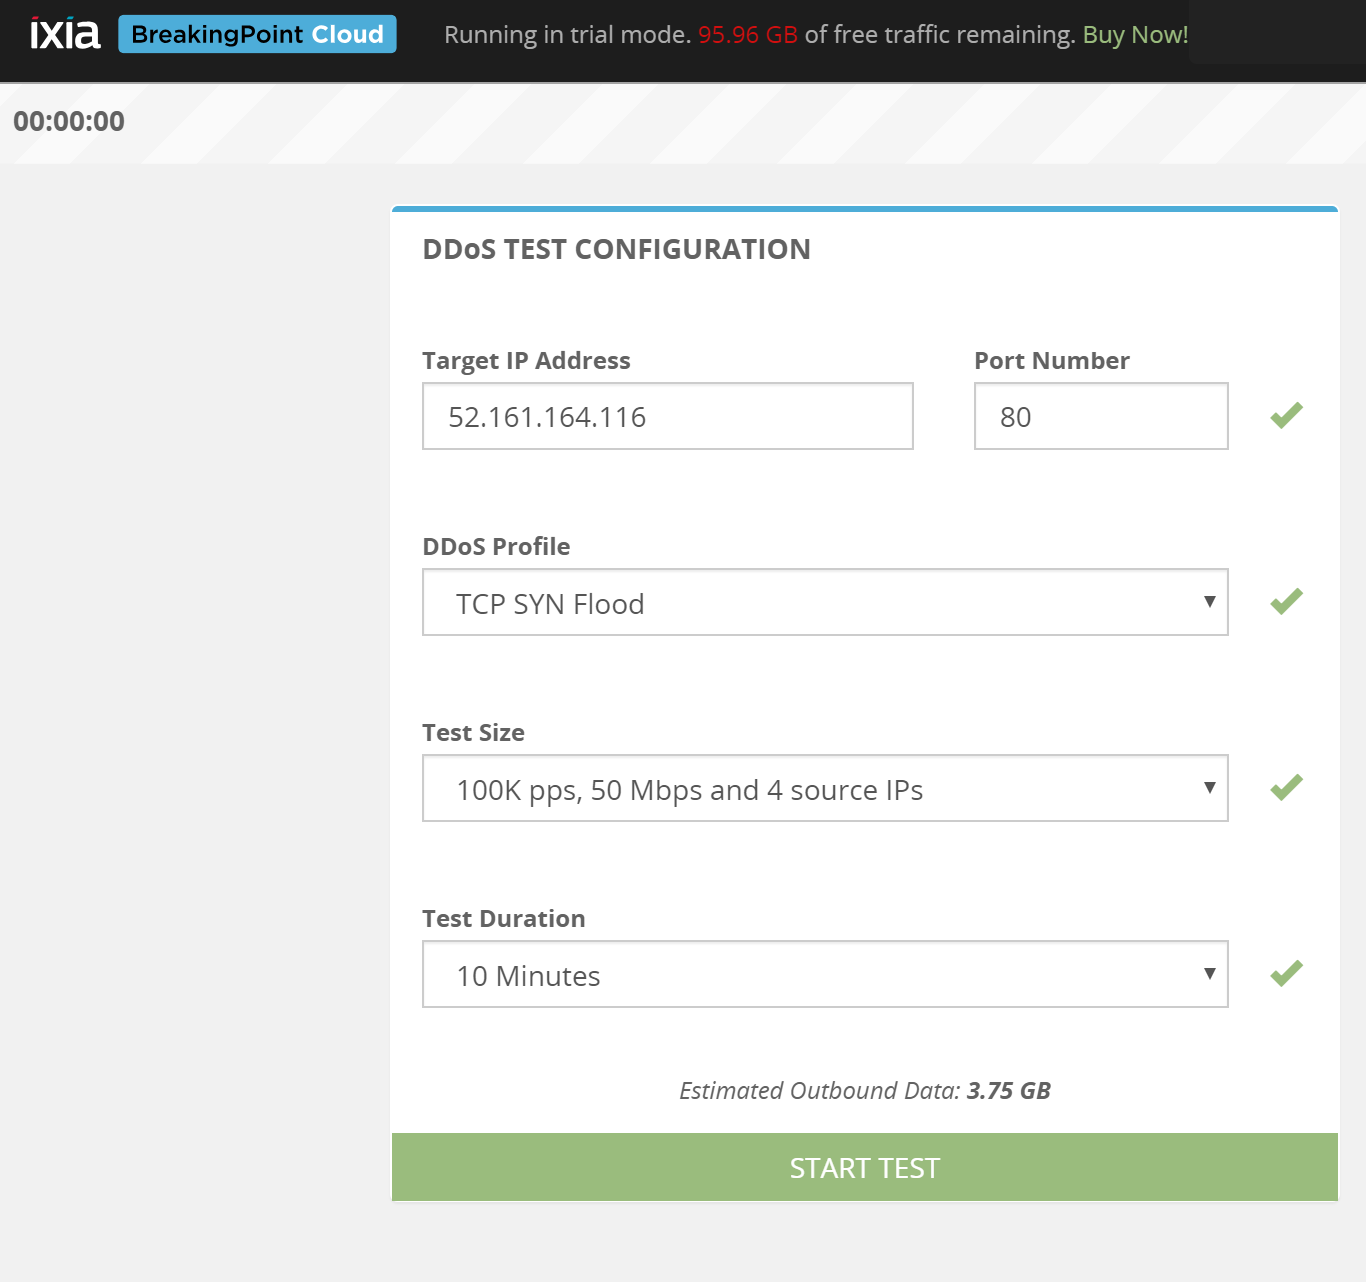 ixia BreakingPoint Cloud Running in trial mode. 95.96 GB of free traffic remaining. Buy Now!
00:00:00
DDoS TEST CONFIGURATION
Target IP Address Port Number
52.161.164.116 80
DDoS Profile
TCP SYN Flood
Test Size
100K pps, 50 Mbps and 4 source IPs
Test Duration
10 Minutes
Estimated Outbound Data: 3.75 GB
START TEST